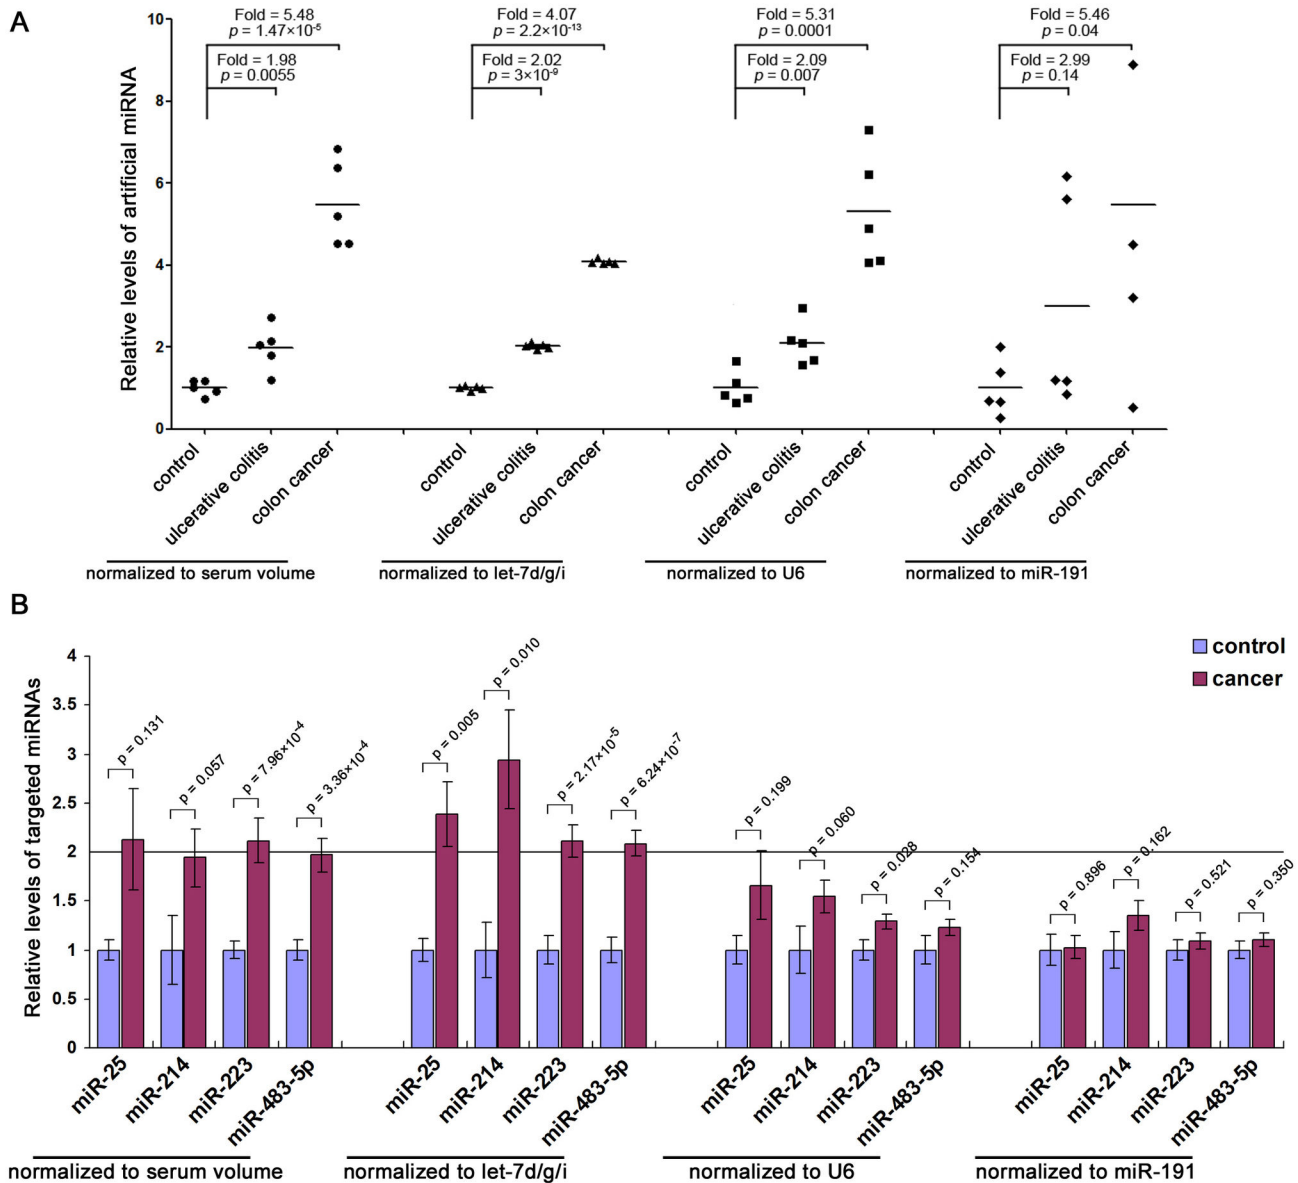 A
Fold = 5.48
p = 1.47×10-5
Fold = 1.98
p = 0.0055
Fold = 4.07
p = 2.2×10-13
Fold = 2.02
p = 3×10-9
Fold = 5.31
p = 0.0001
Fold = 2.09
p = 0.007
Fold = 5.46
p = 0.04
Fold = 2.99
p = 0.14
Relative levels of artificial miRNA
10
8
6
4
2
0
control
ulcerative colitis
colon cancer
control
ulcerative colitis
colon cancer
control
ulcerative colitis
colon cancer
control
ulcerative colitis
colon cancer
normalized to serum volume
normalized to let-7d/g/i
normalized to U6
normalized to miR-191
B
control
cancer
Relative levels of targeted miRNAs
4
3.5
3
2.5
2
1.5
1
0.5
0
p = 0.131
p = 0.057
p = 7.96×10-4
p = 3.36×10-4
p = 0.005
p = 0.010
p = 2.17×10-5
p = 6.24×10-7
p = 0.199
p = 0.060
p = 0.028
p = 0.154
p = 0.896
p = 0.162
p = 0.521
p = 0.350
miR-25
miR-214
miR-223
miR-483-5p
miR-25
miR-214
miR-223
miR-483-5p
miR-25
miR-214
miR-223
miR-483-5p
miR-25
miR-214
miR-223
miR-483-5p
normalized to serum volume
normalized to let-7d/g/i
normalized to U6
normalized to miR-191